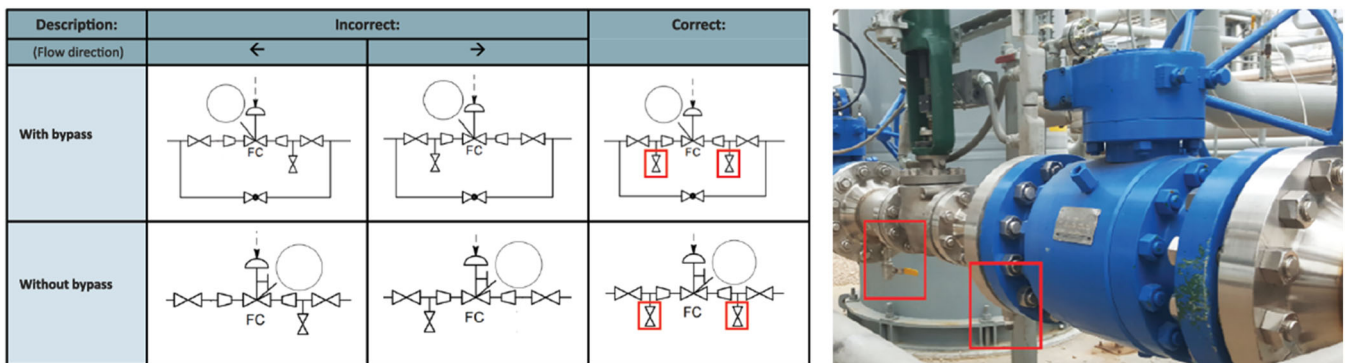 Description: Incorrect: Correct:
(Flow direction) ← →
With bypass
FC FC FC
Without bypass
FC FC FC